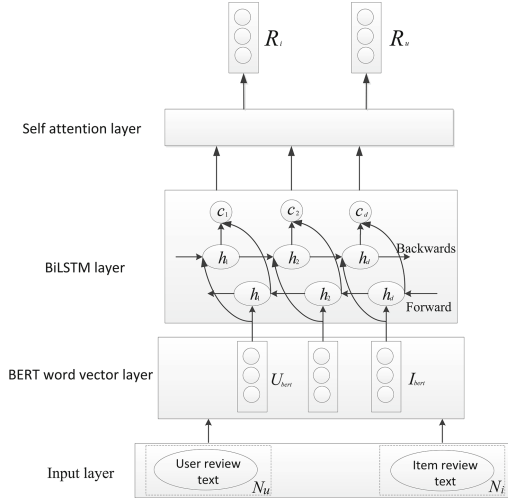 R_i R_u
Self attention layer
c_1 c_2 c_d
h_1 h_2 h_d Backwards
BiLSTM layer
h_1 h_2 h_d Forward
BERT word vector layer
U_bert I_bert
Input layer
User review
text N_u
Item review
text N_i